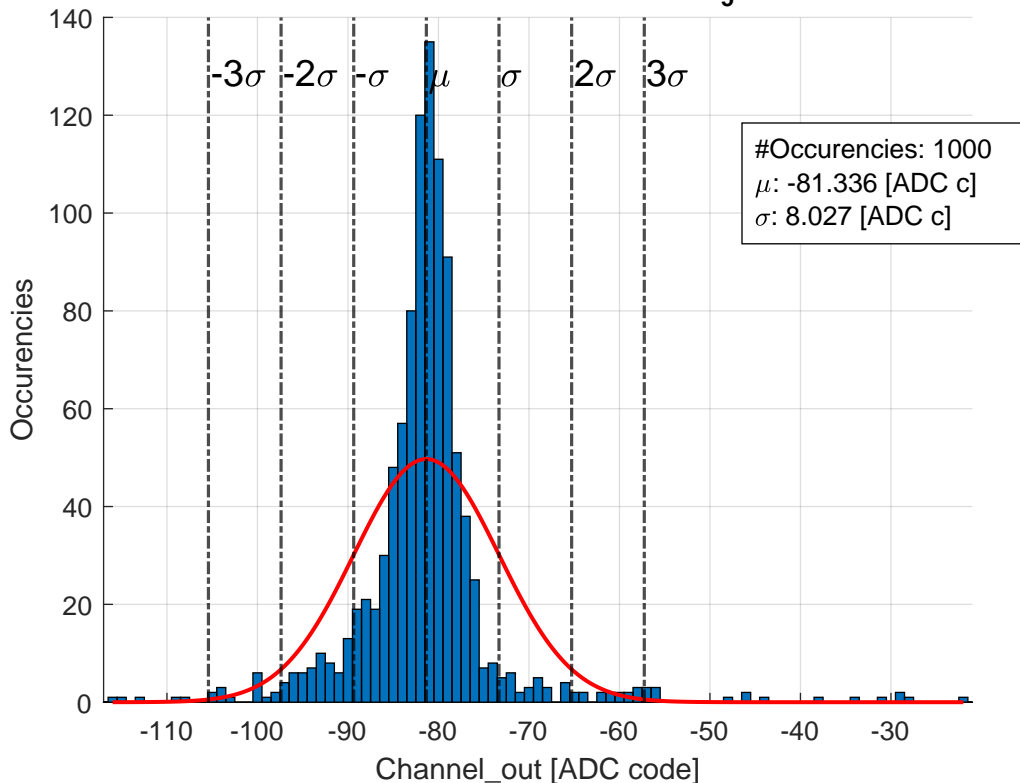 140
120
100
80
60
40
20
0
-3σ -2σ -σ μ σ 2σ 3σ
#Occurencies: 1000
μ: -81.336 [ADC c]
σ: 8.027 [ADC c]
Occurencies
-110 -100 -90 -80 -70 -60 -50 -40 -30
Channel_out [ADC code]